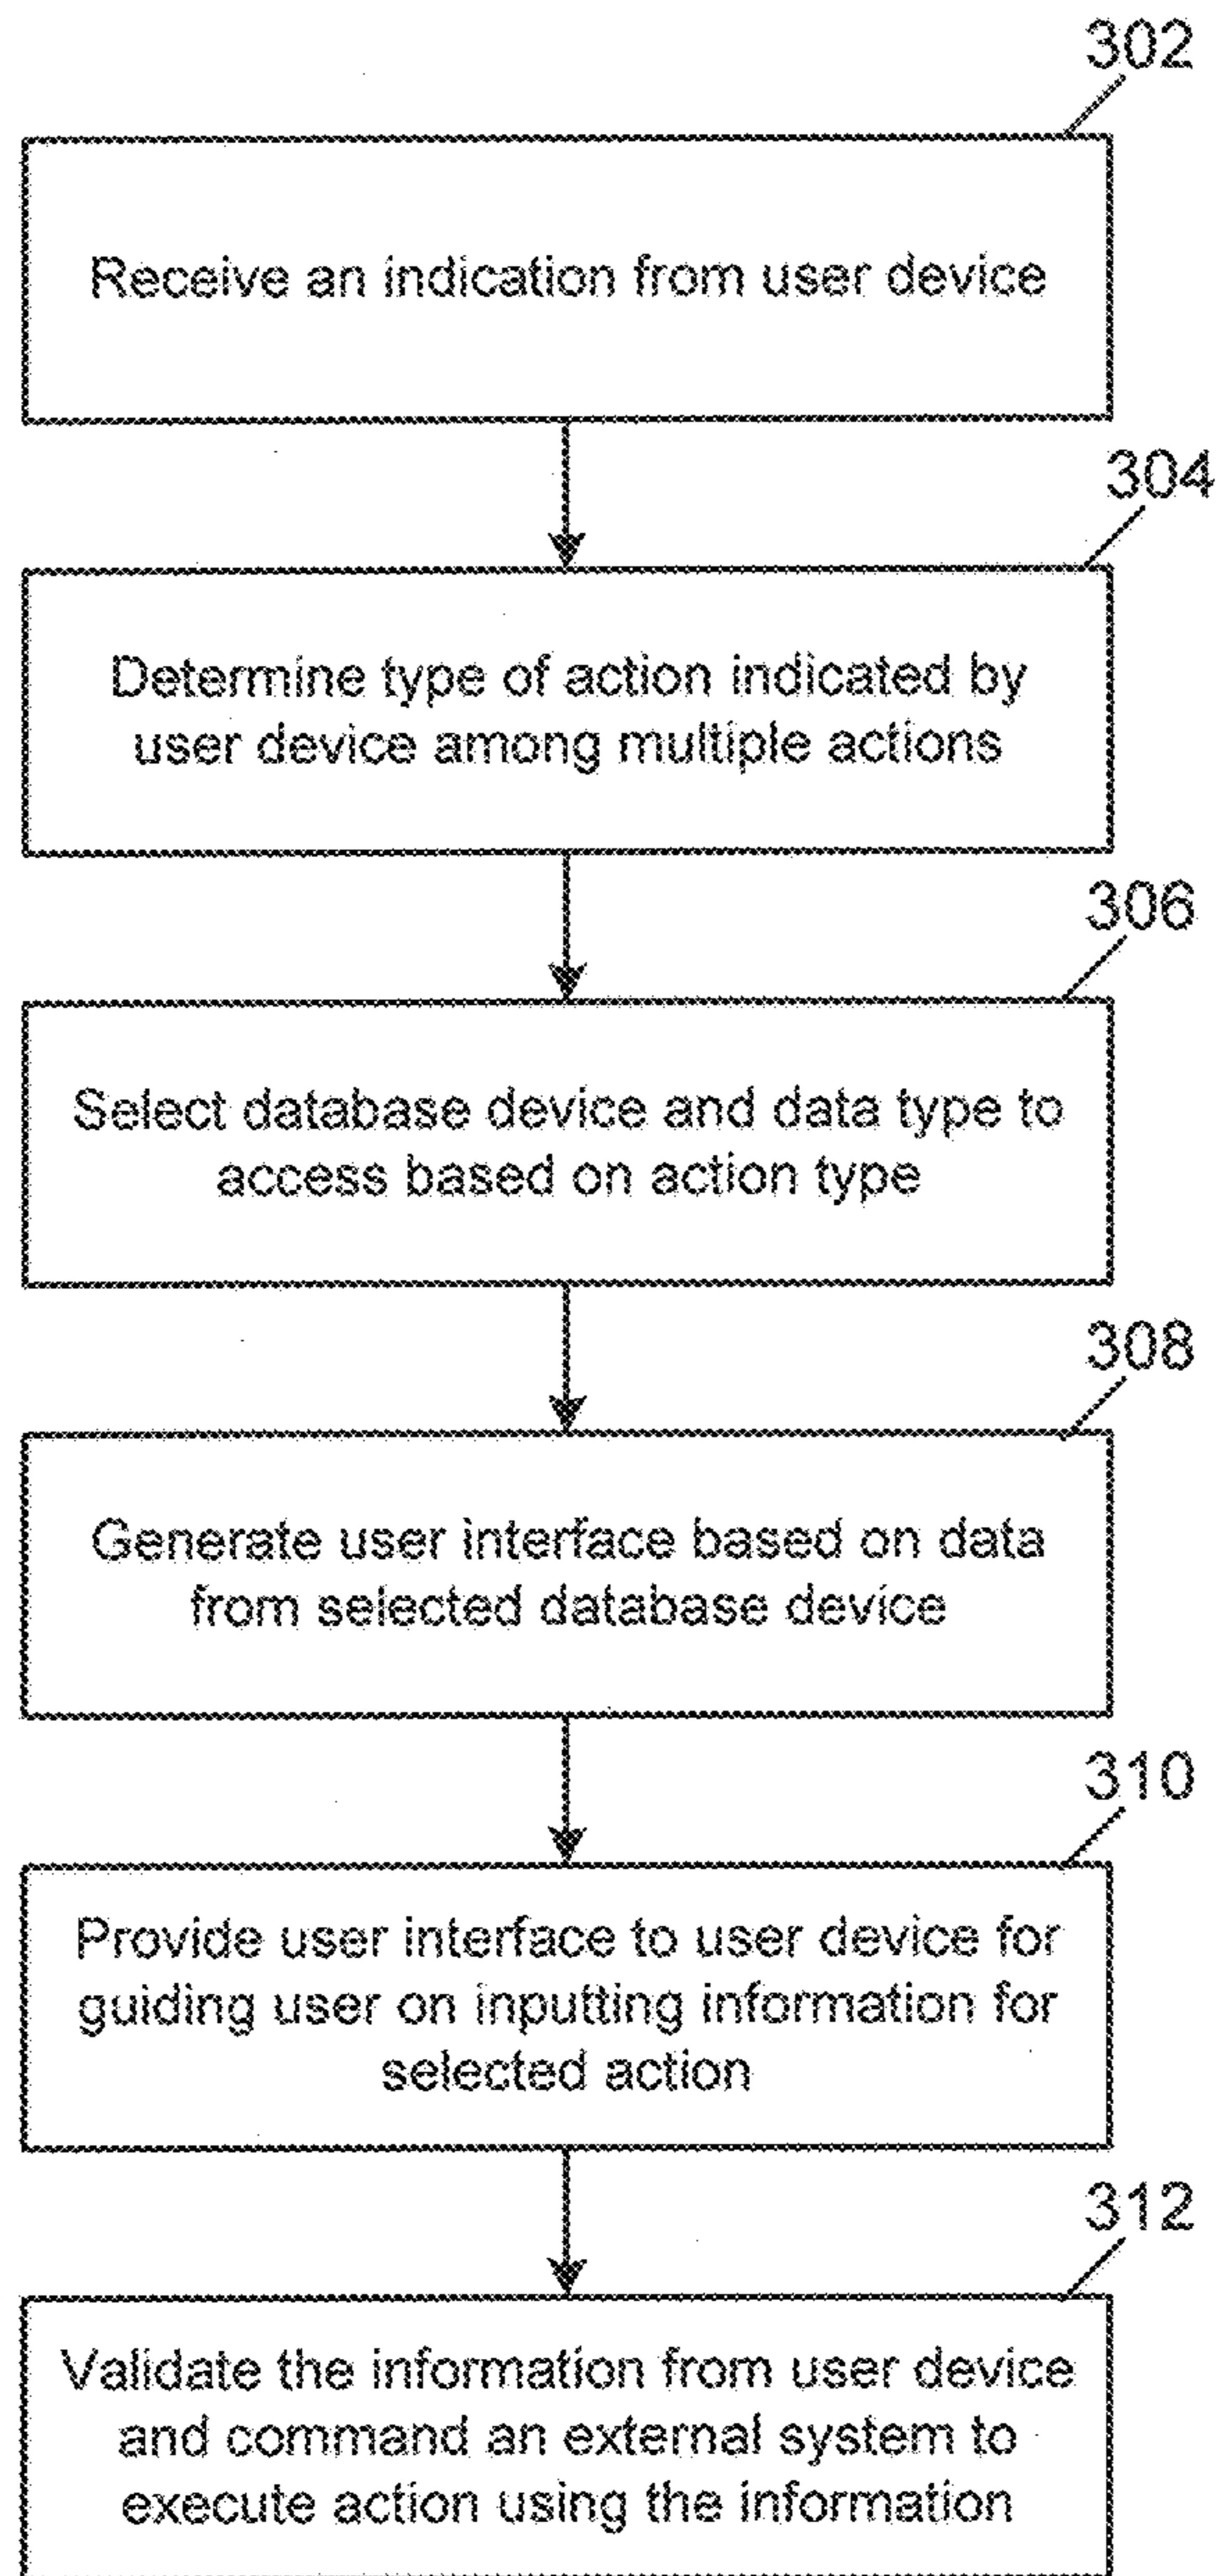 302
Receive an indication from user device
304
Determine type of action indicated by
user device among multiple actions
306
Select database device and data type to
access based on action type
308
Generate user interface based on data
from selected database device
310
Provide user interface to user device for
guiding user on inputting information for
selected action
312
Validate the information from user device
and command an external system to
execute action using the information